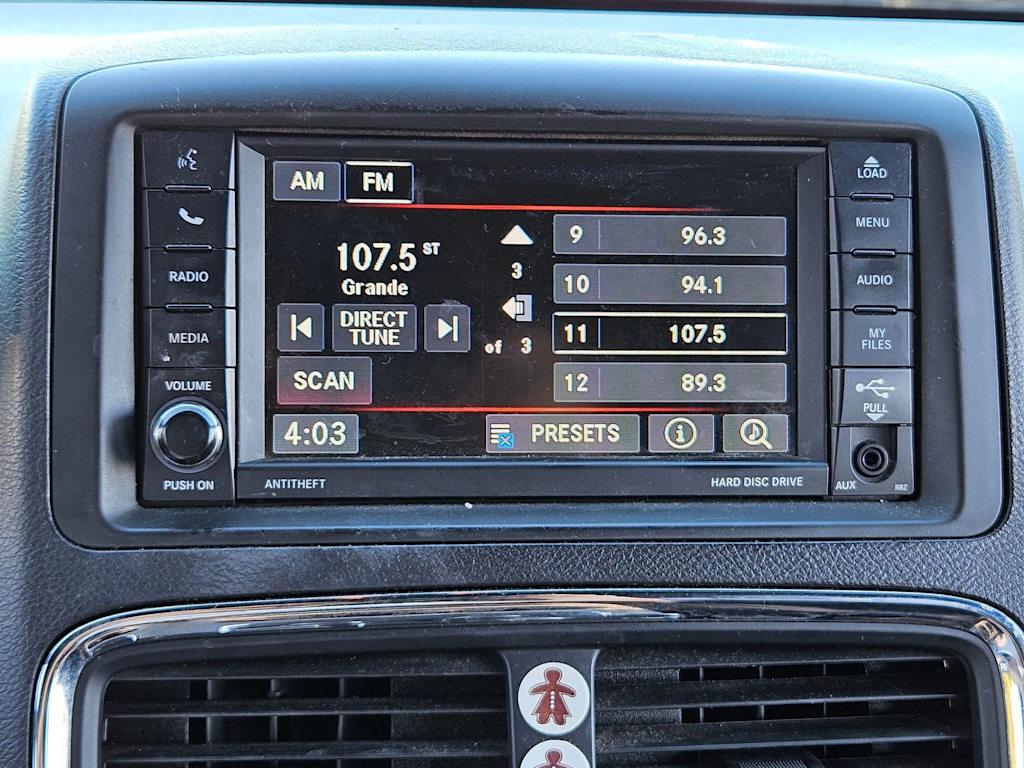 AM FM
107.5 ST
Grande
DIRECT
TUNE
SCAN
4:03
3
of 3
9 96.3
10 94.1
11 107.5
12 89.3
PRESETS
RADIO
MEDIA
VOLUME
PUSH ON
LOAD
MENU
AUDIO
MY
FILES
PULL
AUX RBZ
ANTITHEFT
HARD DISC DRIVE